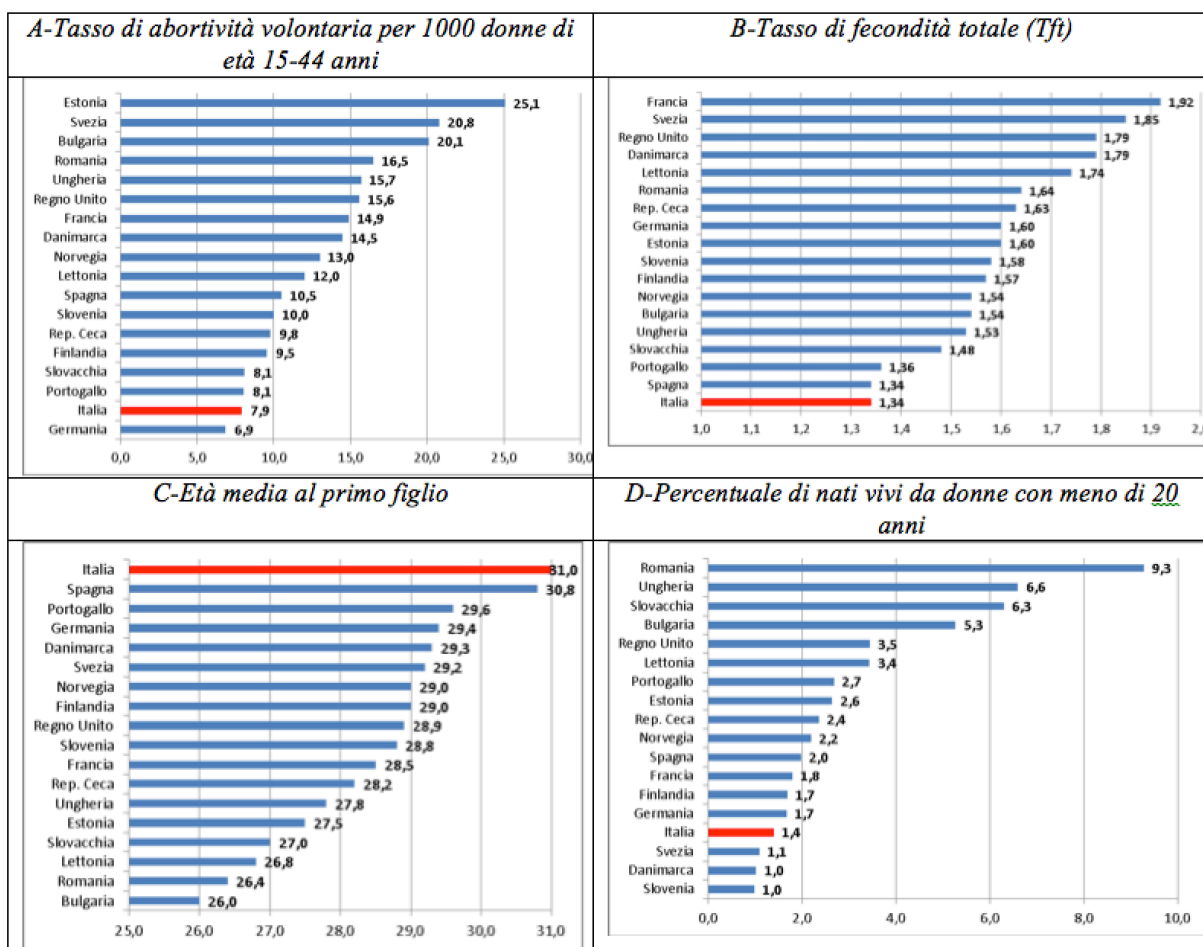 A-Tasso di abortività volontaria per 1000 donne di
età 15-44 anni
Estonia 25,1
Svezia 20,8
Bulgaria 20,1
Romania 16,5
Ungheria 15,7
Regno Unito 15,6
Francia 14,9
Danimarca 14,5
Norvegia 13,0
Lettonia 12,0
Spagna 10,5
Slovenia 10,0
Rep. Ceca 9,8
Finlandia 9,5
Slovacchia 8,1
Portogallo 8,1
Italia 7,9
Germania 6,9
0,0 5,0 10,0 15,0 20,0 25,0 30,0
B-Tasso di fecondità totale (Tft)
Francia 1,92
Svezia 1,85
Regno Unito 1,79
Danimarca 1,79
Lettonia 1,74
Romania 1,64
Rep. Ceca 1,63
Germania 1,60
Estonia 1,60
Slovenia 1,58
Finlandia 1,57
Norvegia 1,54
Bulgaria 1,54
Ungheria 1,53
Slovacchia 1,48
Portogallo 1,36
Spagna 1,34
Italia 1,34
1,0 1,1 1,2 1,3 1,4 1,5 1,6 1,7 1,8 1,9
C-Età media al primo figlio
Italia 31,0
Spagna 30,8
Portogallo 29,6
Germania 29,4
Danimarca 29,3
Svezia 29,2
Norvegia 29,0
Finlandia 29,0
Regno Unito 28,9
Slovenia 28,8
Francia 28,5
Rep. Ceca 28,2
Ungheria 27,8
Estonia 27,5
Slovacchia 27,0
Lettonia 26,8
Romania 26,4
Bulgaria 26,0
25,0 26,0 27,0 28,0 29,0 30,0 31,0
D-Percentuale di nati vivi da donne con meno di 20
anni
Romania 9,3
Ungheria 6,6
Slovacchia 6,3
Bulgaria 5,3
Regno Unito 3,5
Lettonia 3,4
Portogallo 2,7
Estonia 2,6
Rep. Ceca 2,4
Norvegia 2,2
Spagna 2,0
Francia 1,8
Finlandia 1,7
Germania 1,7
Italia 1,4
Svezia 1,1
Danimarca 1,0
Slovenia 1,0
0,0 2,0 4,0 6,0 8,0 10,0